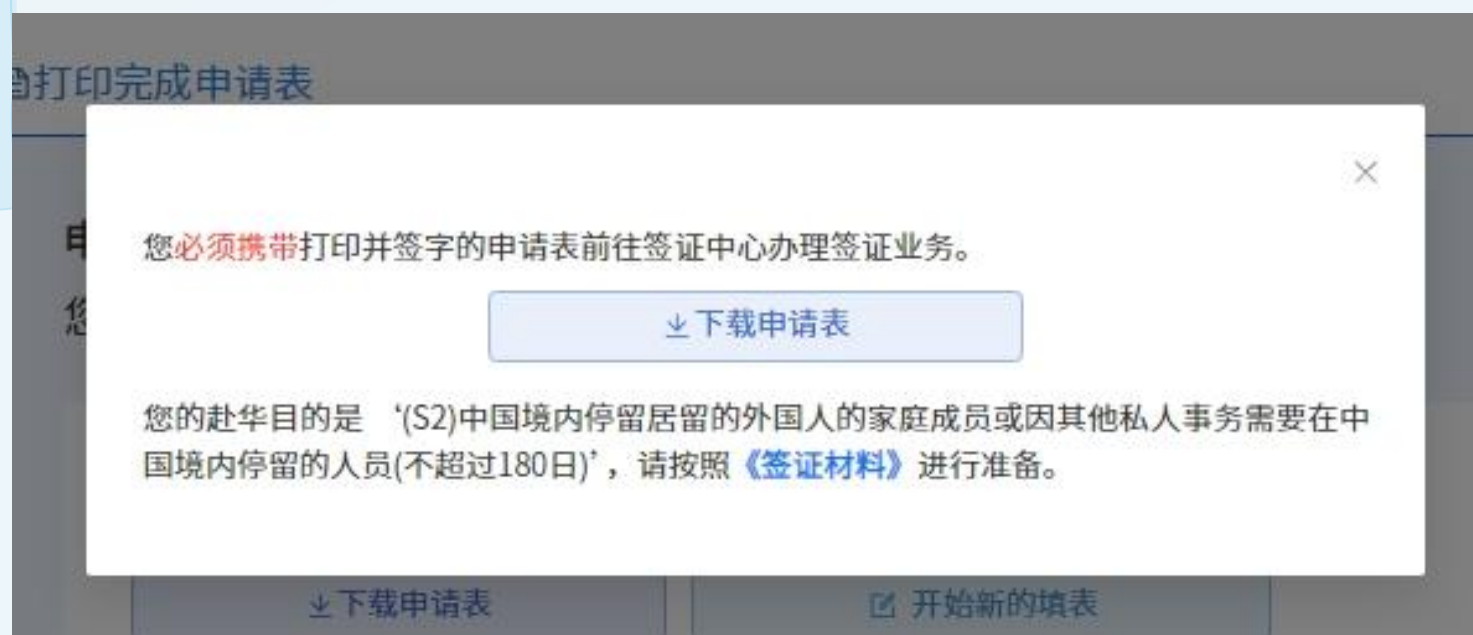 打印完成申请表
您必须携带打印并签字的申请表前往签证中心办理签证业务。
下载申请表
您的赴华目的是 ‘(S2)中国境内停留居留的外国人的家庭成员或因其他私人事务需要在中
国境内停留的人员(不超过180日)’，请按照《签证材料》进行准备。
您
下载申请表
开始新的填表